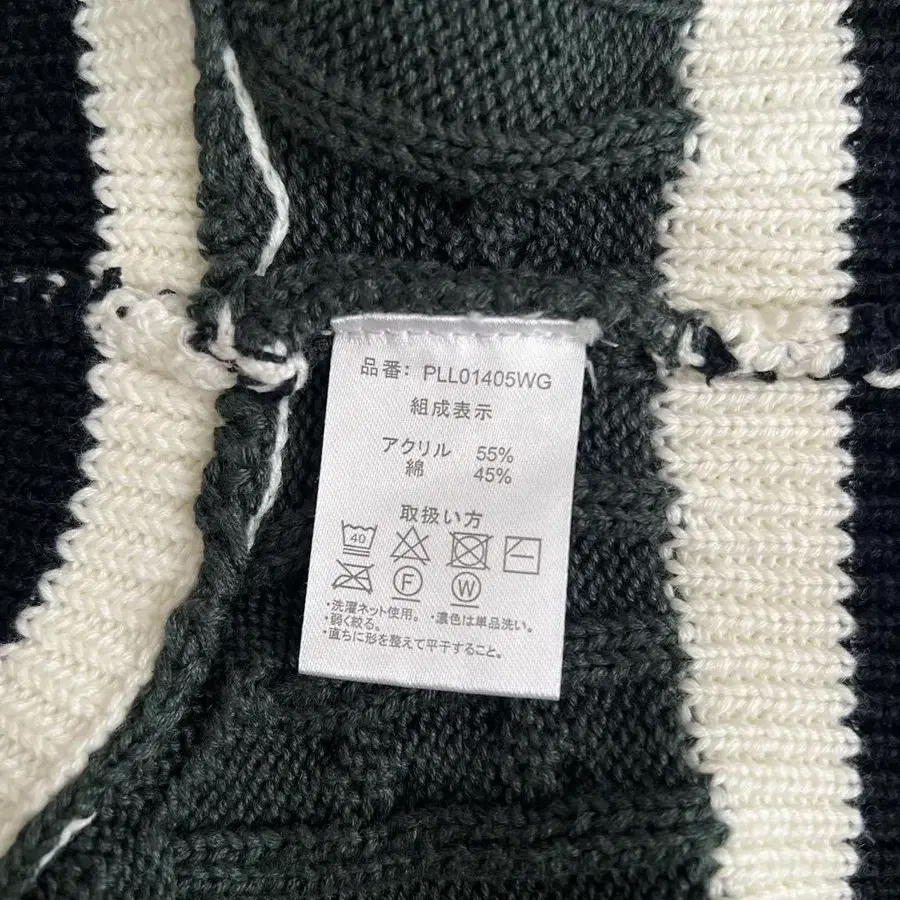 品番: PLL01405WG
組成表示
アクリル 55%
綿 45%
取扱い方
40
F W
・洗濯ネット使用。・濃色は単品洗い。
・弱く絞る。
・直ちに形を整えて平干すること。